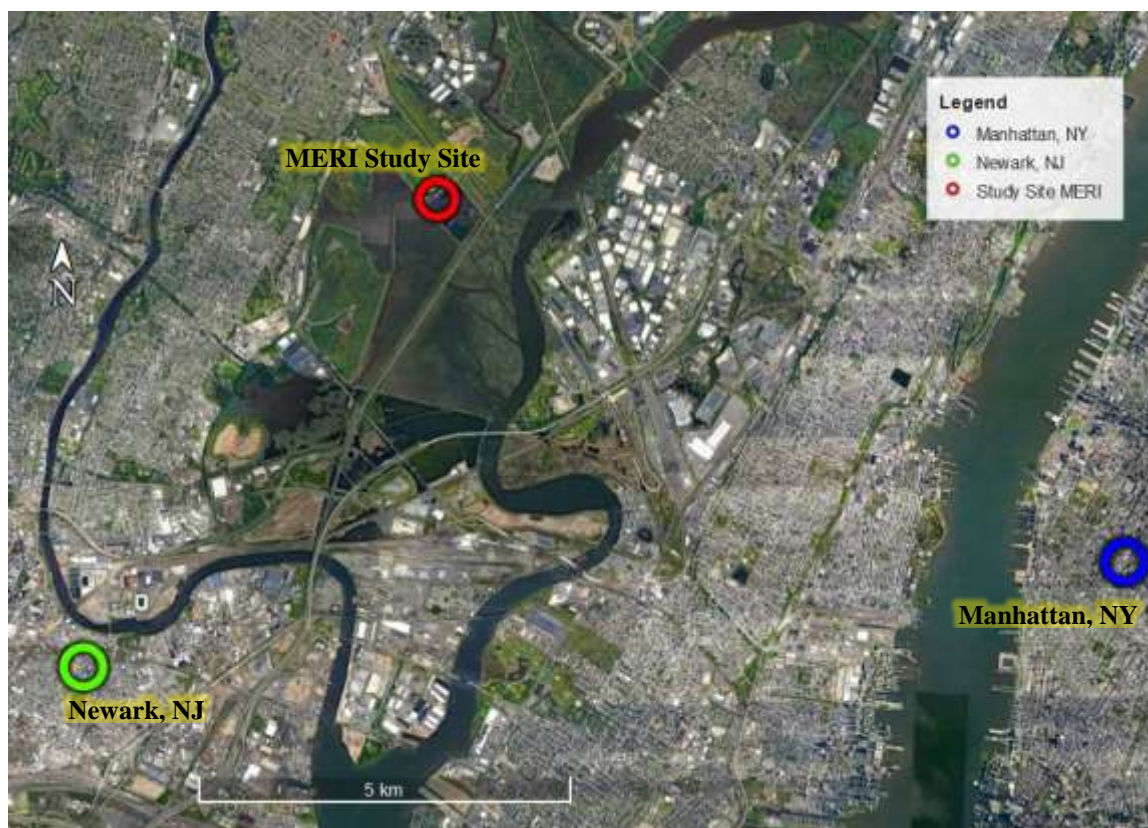 MERI Study Site
Legend
Manhattan, NY
Newark, NJ
Study Site MERI
N
Manhattan, NY
Newark, NJ
5 km